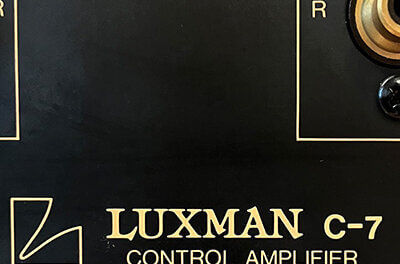 R
R
LUXMAN C-7
CONTROL AMPLIFIER